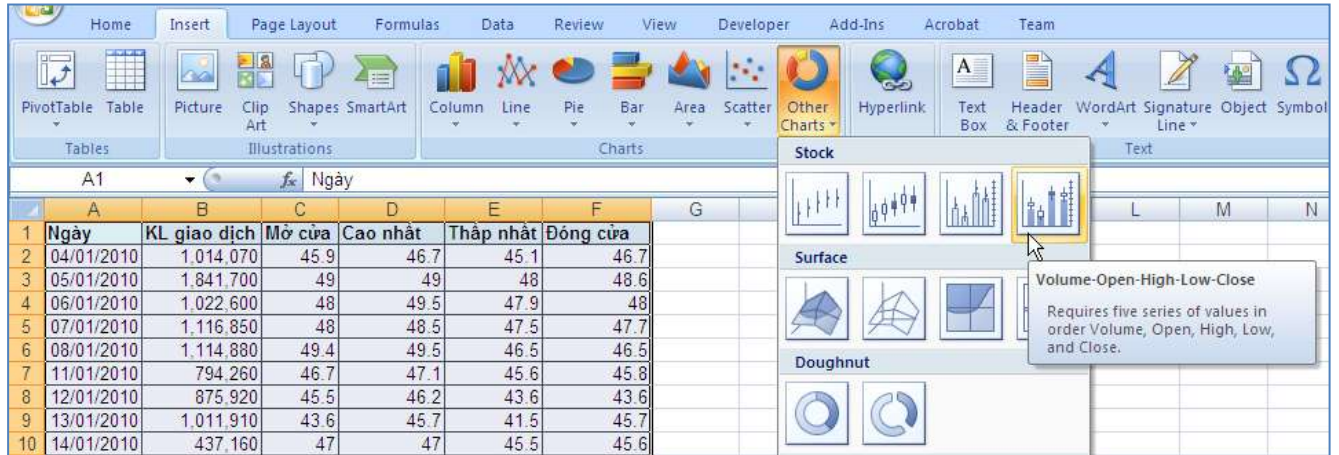 Home Insert Page Layout Formulas Data Review View Developer Add-Ins Acrobat Team
PivotTable Table Picture Clip Art Shapes SmartArt Column Line Pie Bar Area Scatter Other Charts Hyperlink Text Box Header & Footer WordArt Signature Line Object Symbol
Tables Illustrations Charts Text
A1 fx Ngày
A B C D E F G L M N
1 Ngày KL giao dịch Mở cửa Cao nhất Thấp nhất Đóng cửa
2 04/01/2010 1,014,070 45.9 46.7 45.1 46.7
3 05/01/2010 1,841,700 49 49 48 48.6
4 06/01/2010 1,022,600 48 49.5 47.9 48
5 07/01/2010 1,116,850 48 48.5 47.5 47.7
6 08/01/2010 1,114,880 49.4 49.5 46.5 46.5
7 11/01/2010 794,260 46.7 47.1 45.6 45.8
8 12/01/2010 875,920 45.5 46.2 43.6 43.6
9 13/01/2010 1,011,910 43.6 45.7 41.5 45.7
10 14/01/2010 437,160 47 47 45.5 45.6
Stock
Surface
Doughnut
Volume-Open-High-Low-Close
Requires five series of values in
order Volume, Open, High, Low,
and Close.